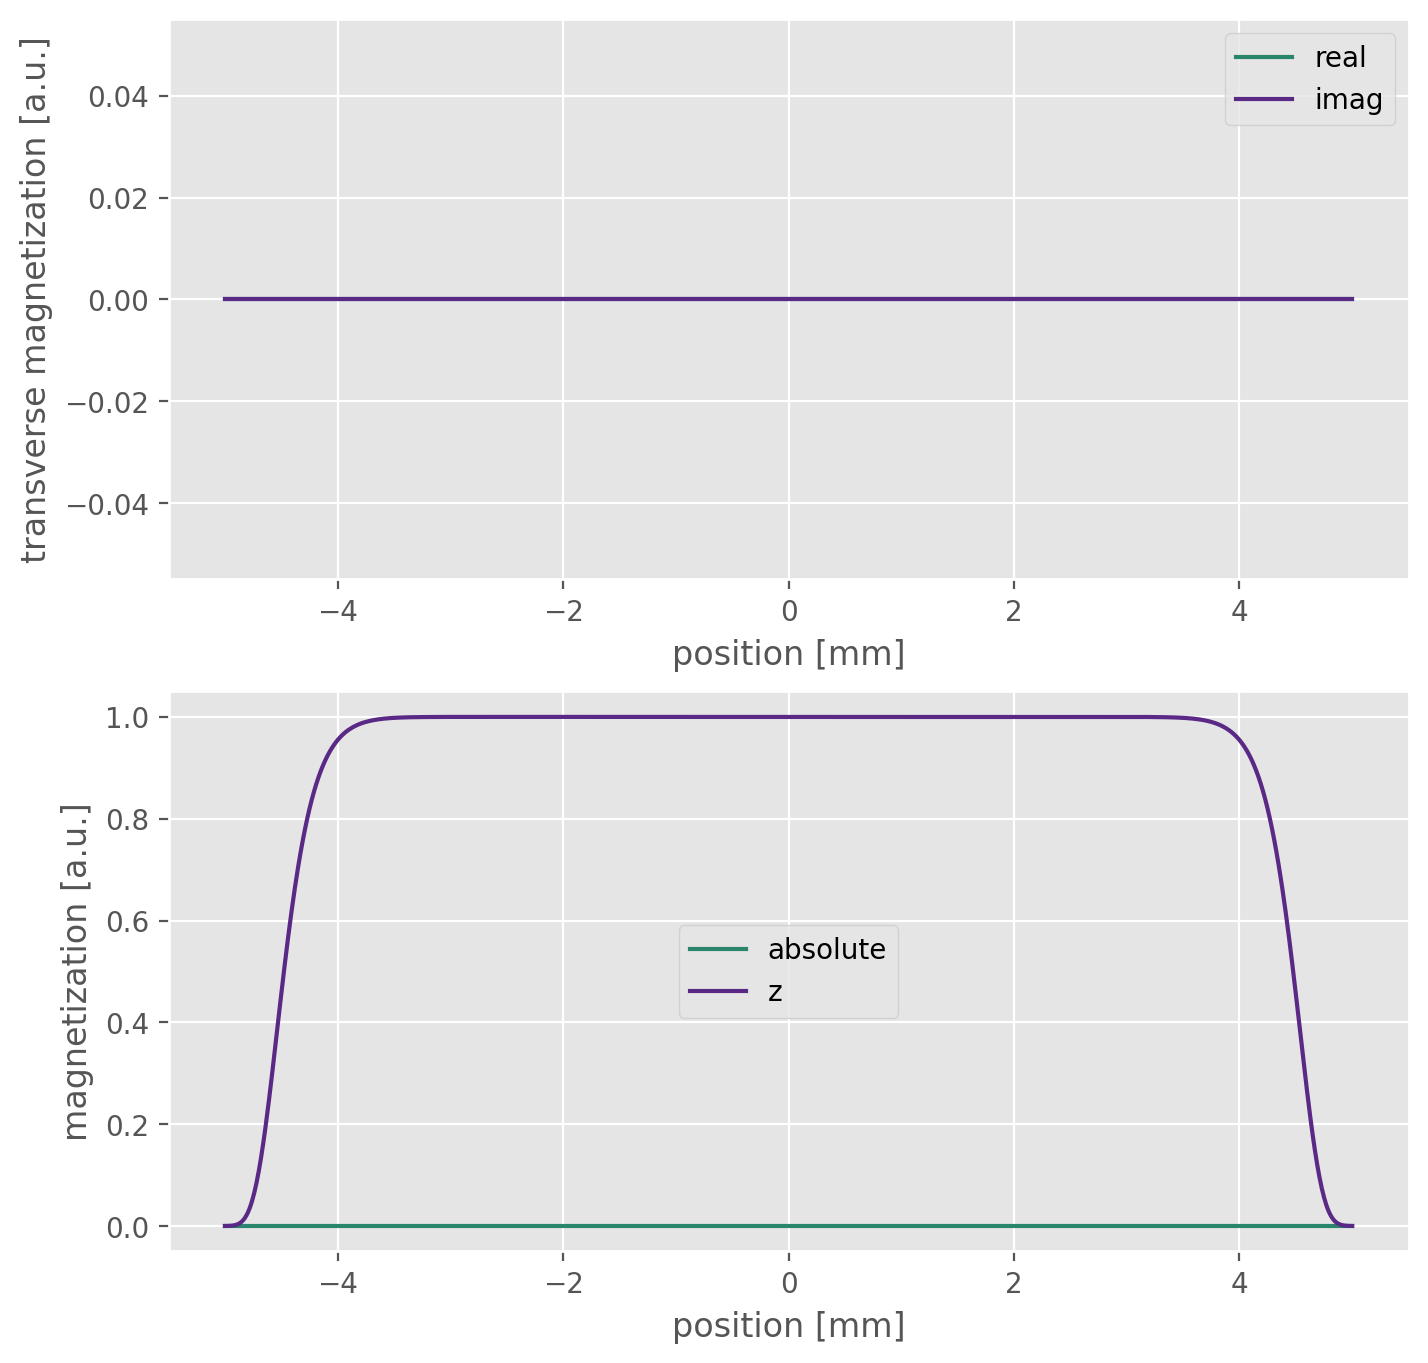 transverse magnetization [a.u.]
0.04
0.02
0.00
−0.02
−0.04
real
imag
−4
−2
0
2
4
position [mm]
magnetization [a.u.]
1.0
0.8
0.6
0.4
0.2
0.0
absolute
z
−4
−2
0
2
4
position [mm]